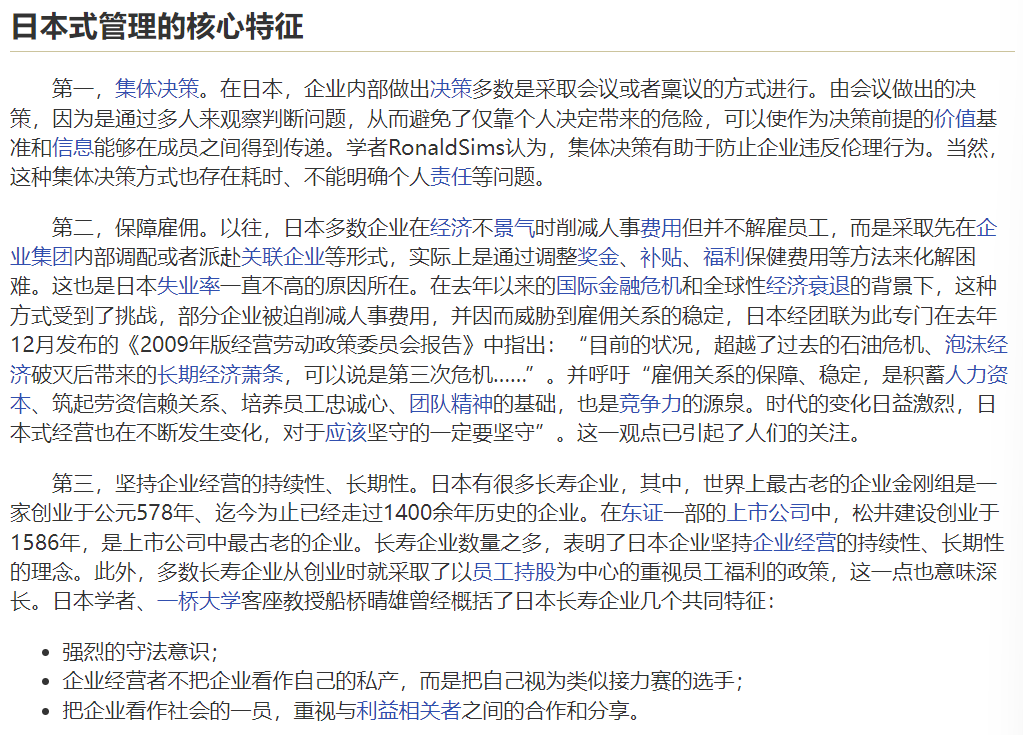 日本式管理的核心特征
第一，集体决策。在日本，企业内部做出决策多数是采取会议或者稟议的方式进行。由会议做出的决
策，因为是通过多人来观察判断问题，从而避免了仅靠个人决定带来的危险，可以使作为决策前提的价值基
准和信息能够在成员之间得到传递。学者RonaldSims认为，集体决策有助于防止企业违反伦理行为。当然，
这种集体决策方式也存在耗时、不能明确个人责任等问题。
第二，保障雇佣。以往，日本多数企业在经济不景气时削减人事费用但并不解雇员工，而是采取先在企
业集团内部调配或者派赴关联企业等形式，实际上是通过调整奖金、补贴、福利保健费用等方法来化解困
难。这也是日本失业率一直不高的原因所在。在去年以来的国际金融危机和全球性经济衰退的背景下，这种
方式受到了挑战，部分企业被迫削减人事费用，并因而威胁到雇佣关系的稳定，日本经团联为此专门在去年
12月发布的《2009年版经营劳动政策委员会报告》中指出：“目前的状况，超越了过去的石油危机、泡沫经
济破灭后带来的长期经济萧条，可以说是第三次危机……”。并呼吁“雇佣关系的保障、稳定，是积蓄人力资
本、筑起劳资信赖关系、培养员工忠诚心、团队精神的基础，也是竞争力的源泉。时代的变化日益激烈，日
本式经营也在不断发生变化，对于应该坚守的一定要坚守”。这一观点已引起了人们的关注。
第三，坚持企业经营的持续性、长期性。日本有很多长寿企业，其中，世界上最古老的企业金刚组是一
家创业于公元578年、迄今为止已经走过1400余年历史的企业。在东证一部的上市公司中，松井建设创业于
1586年，是上市公司中最古老的企业。长寿企业数量之多，表明了日本企业坚持企业经营的持续性、长期性
的理念。此外，多数长寿企业从创业时就采取了以员工持股为中心的重视员工福利的政策，这一点也意味深
长。日本学者、一桥大学客座教授船桥晴雄曾经概括了日本长寿企业几个共同特征：
• 强烈的守法意识；
• 企业经营者不把企业看作自己的私产，而是把自己视为类似接力赛的选手；
• 把企业看作社会的一员，重视与利益相关者之间的合作和分享。